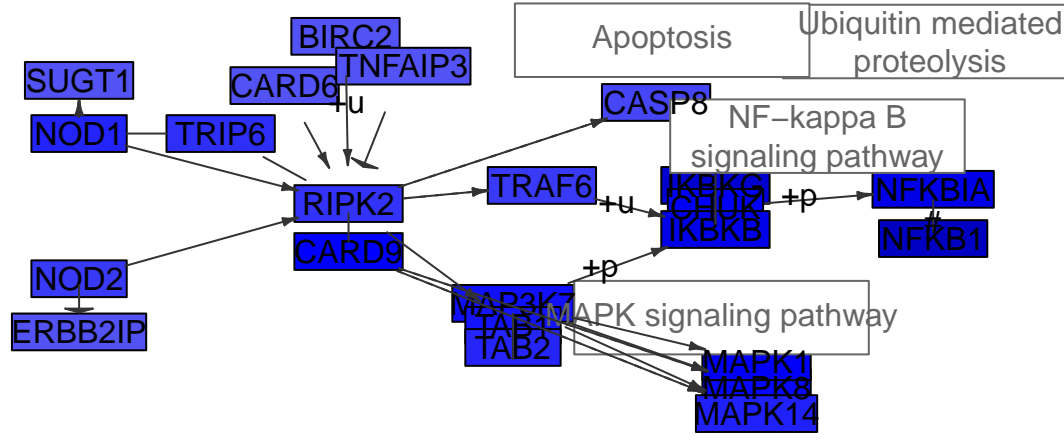 BIRC2
Apoptosis
Ubiquitin mediated
proteolysis
TNFAIP3
SUGT1
CARD6
+u
CASP8
NOD1
TRIP6
NF−kappa B
signaling pathway
RIPK2
TRAF6
+u
IKBKG
CHUK
IKBKB
+p
NFKBIA
#
NFKB1
CARD9
NOD2
+p
ERBB2IP
MAP3K7
TAB1
TAB2
MAPK signaling pathway
MAPK1
MAPK8
MAPK14